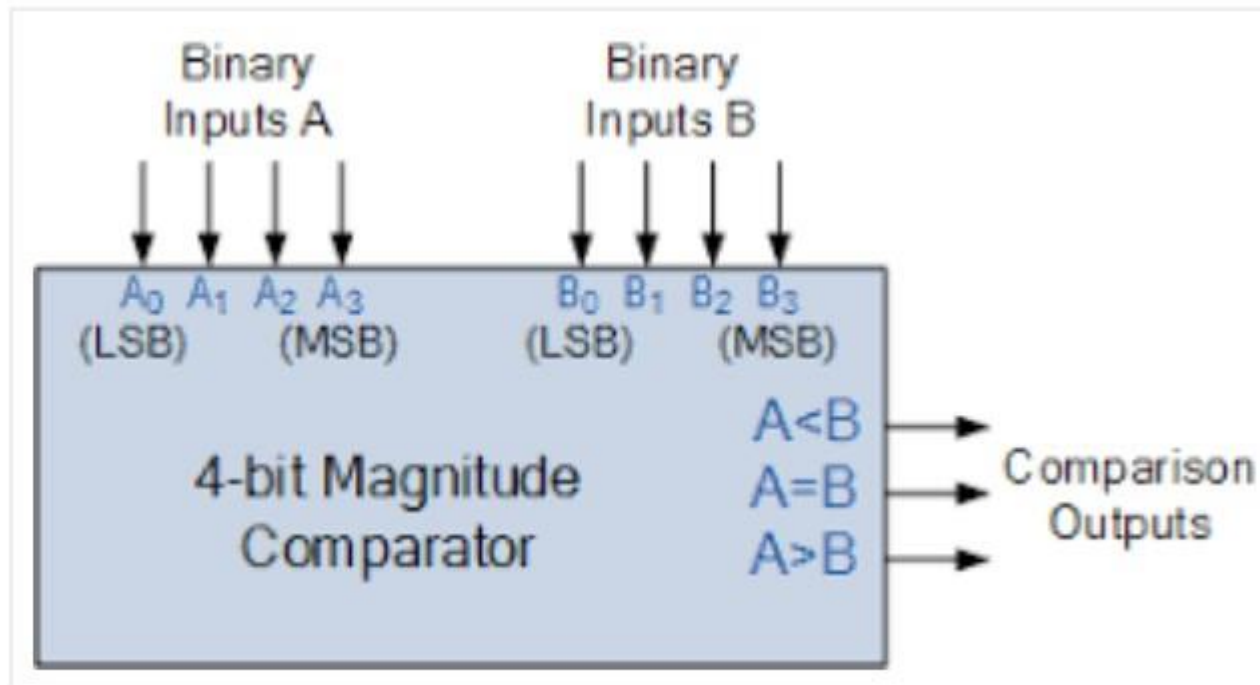 Binary
Inputs A
Binary
Inputs B
A₀ A₁ A₂ A₃
(LSB) (MSB)
B₀ B₁ B₂ B₃
(LSB) (MSB)
4-bit Magnitude
Comparator
A<B
A=B
A>B
Comparison
Outputs